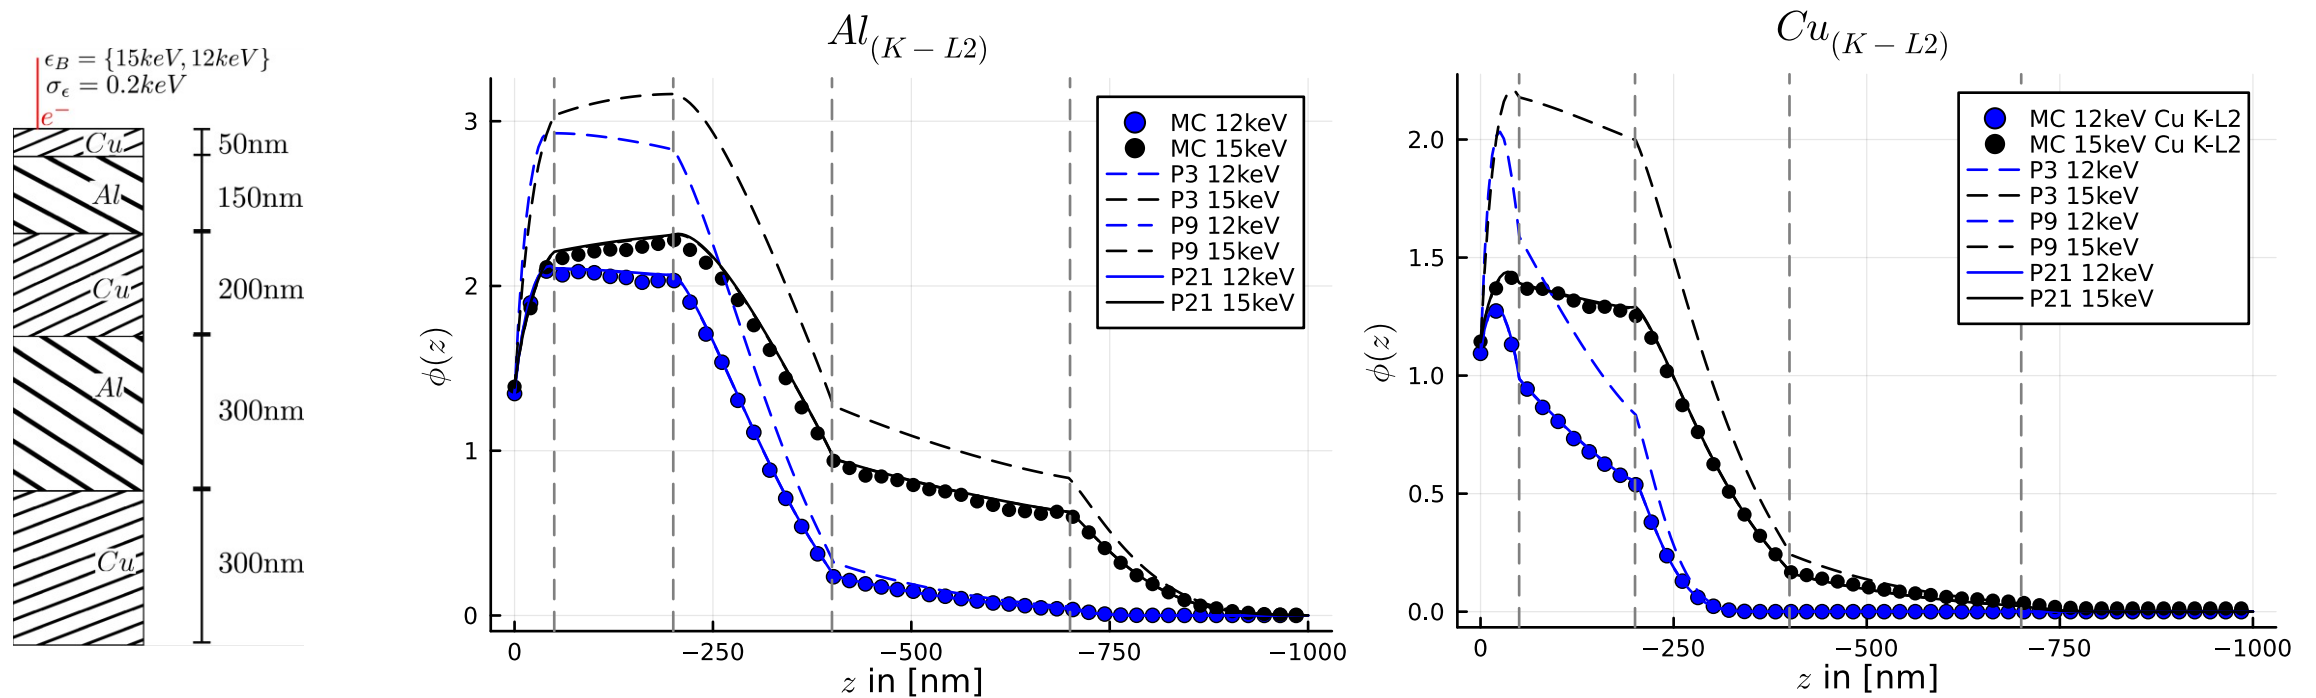 ϵ_B = {15keV, 12keV}
σ_ϵ = 0.2keV
e⁻
Cu
50nm
Al
150nm
Cu
200nm
Al
300nm
Cu
300nm
Al_(K − L2)
3
2
1
0
ϕ(z)
MC 12keV
MC 15keV
P3 12keV
P3 15keV
P9 12keV
P9 15keV
P21 12keV
P21 15keV
0
−250
−500
−750
−1000
z in [nm]
Cu_(K − L2)
2.0
1.5
1.0
0.5
0.0
ϕ(z)
MC 12keV Cu K-L2
MC 15keV Cu K-L2
P3 12keV
P3 15keV
P9 12keV
P9 15keV
P21 12keV
P21 15keV
0
−250
−500
−750
−1000
z in [nm]